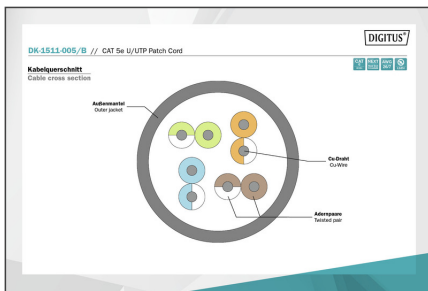 DIGITUS®
DK-1511-005/B // CAT 5e U/UTP Patch Cord
Kabelquerschnitt
Cable cross section
Außenmantel
Outer jacket
Cu-Draht
Cu-Wire
Adernpaare
Twisted pair